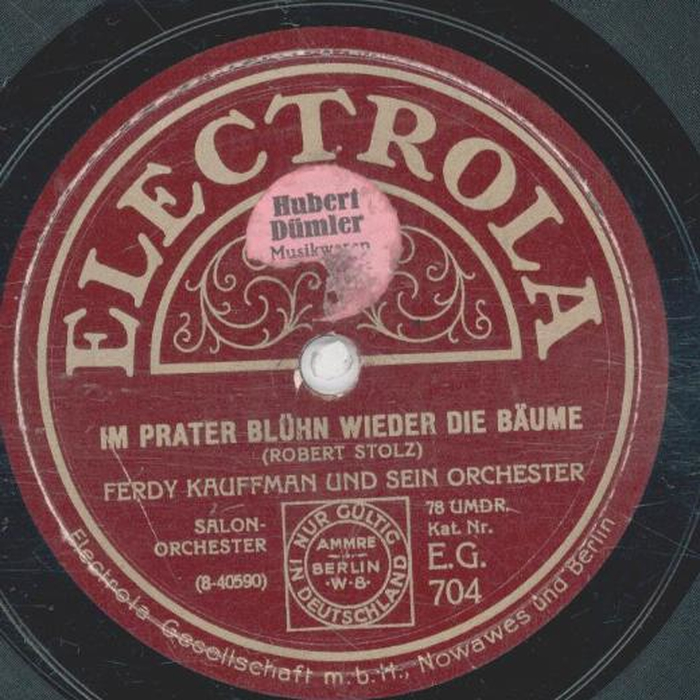 ELECTROLA
Hubert
Dümler
Musikwaren
IM PRATER BLÜHN WIEDER DIE BÄUME
(ROBERT STOLZ)
FERDY KAUFFMAN UND SEIN ORCHESTER
SALON-
ORCHESTER
(8-40590)
NUR GÜLTIG
IN DEUTSCHLAND
AMMRE
BERLIN
·W·8·
78 UMDR.
Kat. Nr.
E.G.
704
Electrola Gesellschaft m.b.H., Nowawes und Berlin